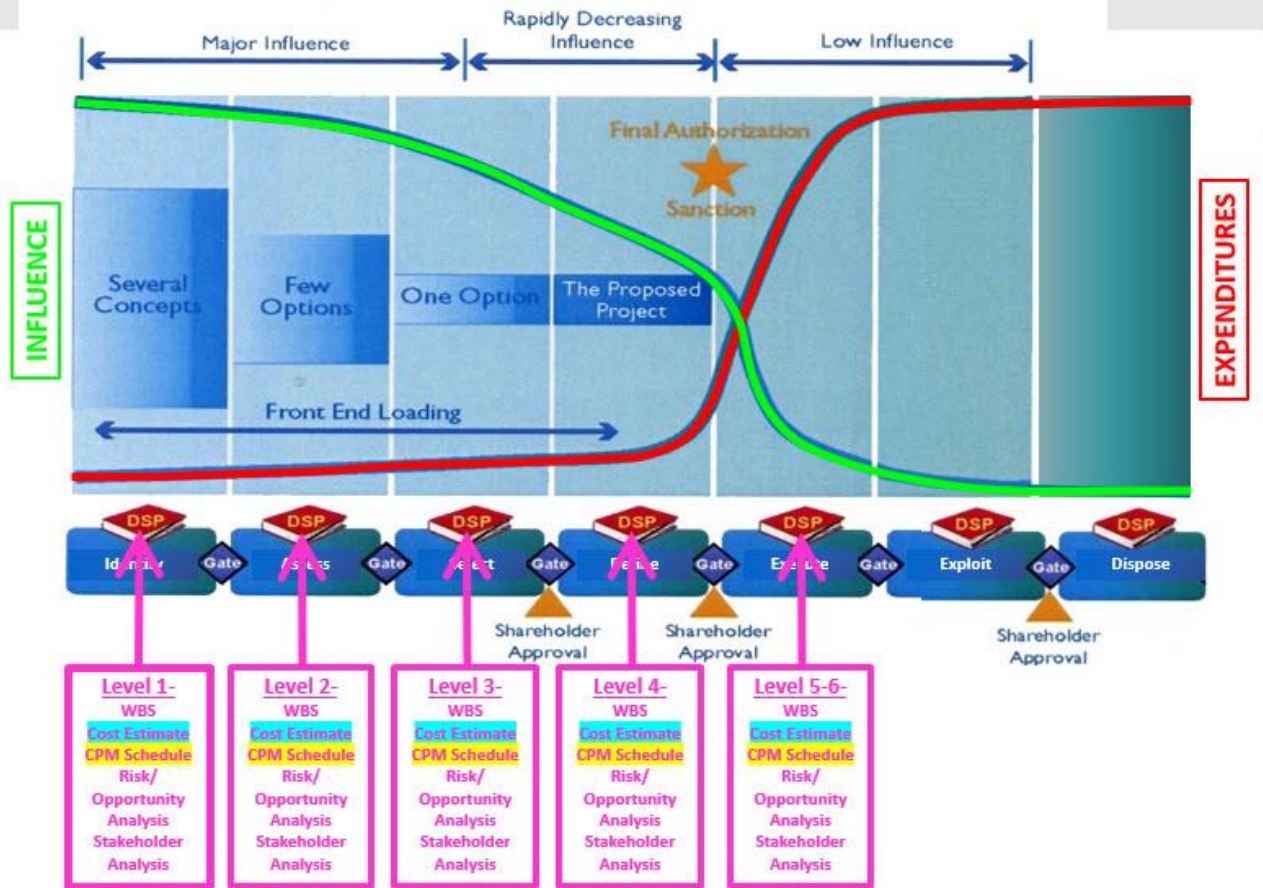 Major Influence
Rapidly Decreasing
Influence
Low Influence
INFLUENCE
EXPENDITURES
Final Authorization
Sanction
Several
Concepts
Few
Options
One Option
The Proposed
Project
Front End Loading
DSP
DSP
DSP
DSP
DSP
DSP
DSP
Gate
Gate
Gate
Gate
Gate
Exploit
Gate
Dispose
Shareholder
Approval
Shareholder
Approval
Shareholder
Approval
Level 1-
WBS
Cost Estimate
CPM Schedule
Risk/
Opportunity
Analysis
Stakeholder
Analysis
Level 2-
WBS
Cost Estimate
CPM Schedule
Risk/
Opportunity
Analysis
Stakeholder
Analysis
Level 3-
WBS
Cost Estimate
CPM Schedule
Risk/
Opportunity
Analysis
Stakeholder
Analysis
Level 4-
WBS
Cost Estimate
CPM Schedule
Risk/
Opportunity
Analysis
Stakeholder
Analysis
Level 5-6-
WBS
Cost Estimate
CPM Schedule
Risk/
Opportunity
Analysis
Stakeholder
Analysis